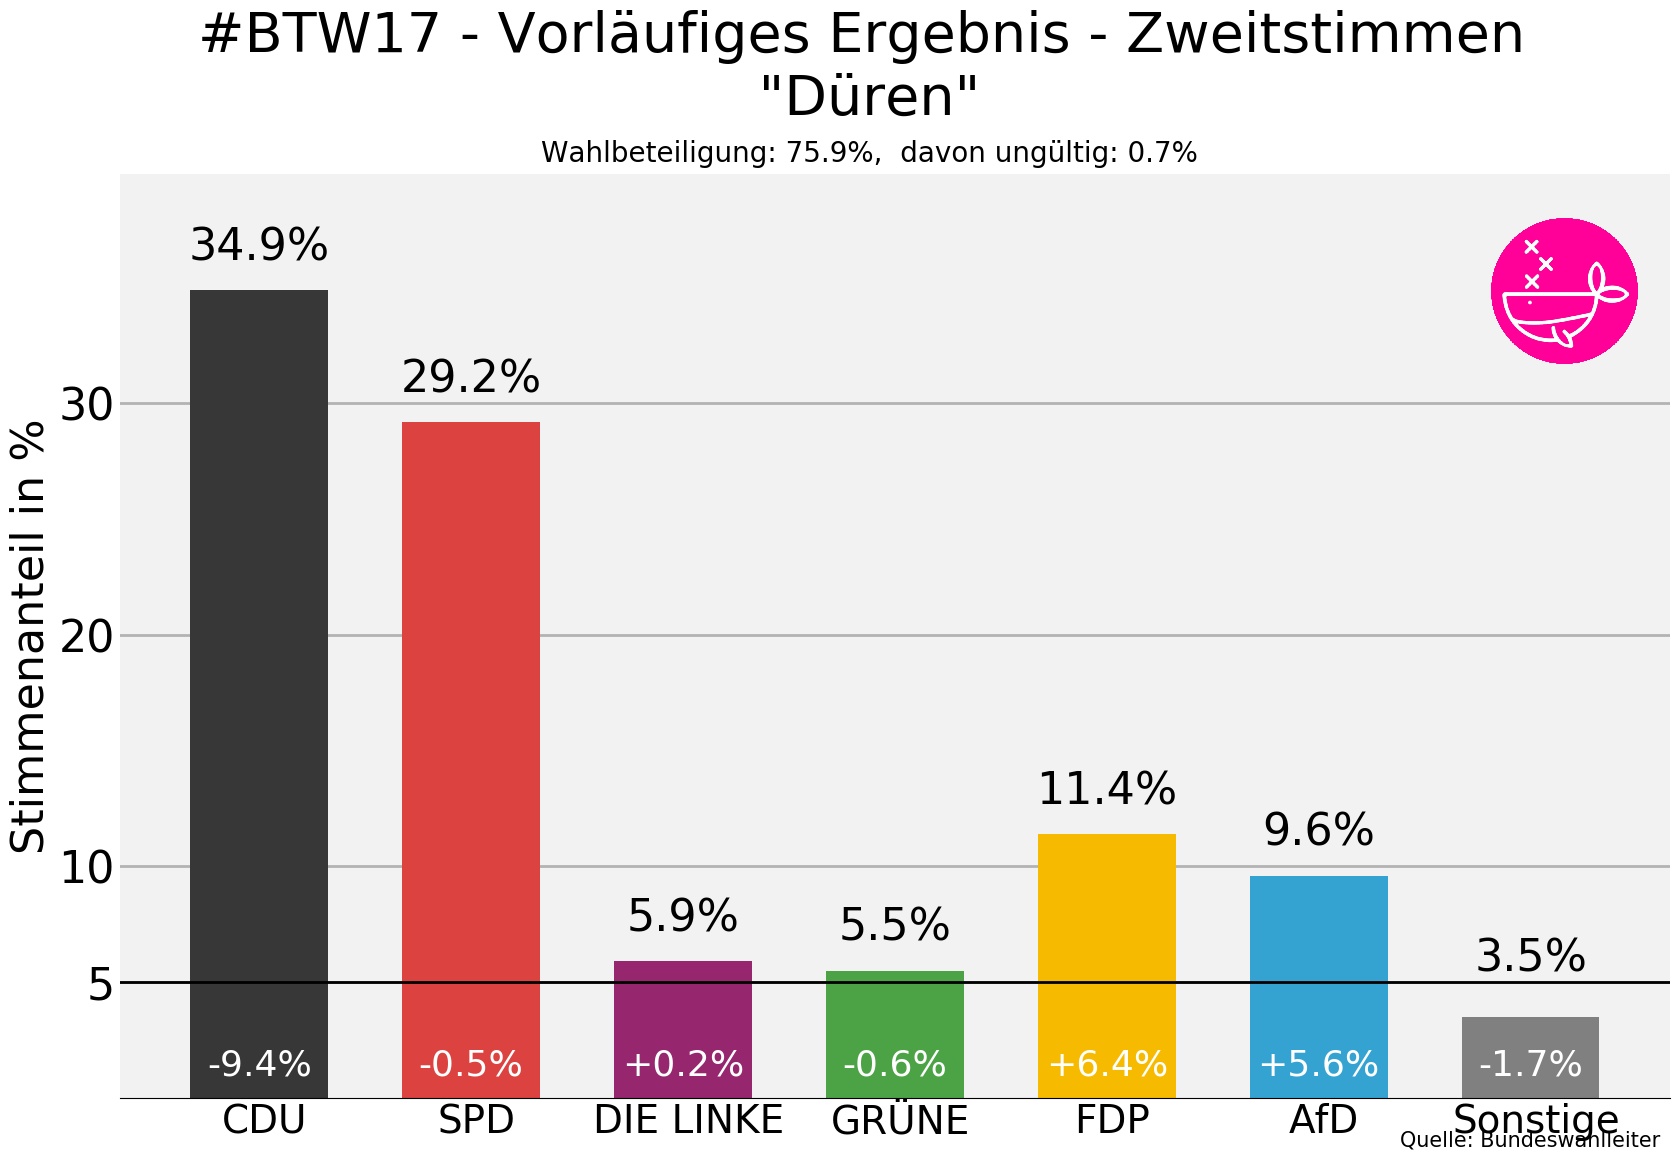 #BTW17 - Vorläufiges Ergebnis - Zweitstimmen
"Düren"
Wahlbeteiligung: 75.9%, davon ungültig: 0.7%
Stimmenanteil in %
30
20
10
5
34.9%
29.2%
5.9%
5.5%
11.4%
9.6%
3.5%
-9.4%
-0.5%
+0.2%
-0.6%
+6.4%
+5.6%
-1.7%
CDU
SPD
DIE LINKE
GRÜNE
FDP
AfD
Sonstige
Quelle: Bundeswahlleiter